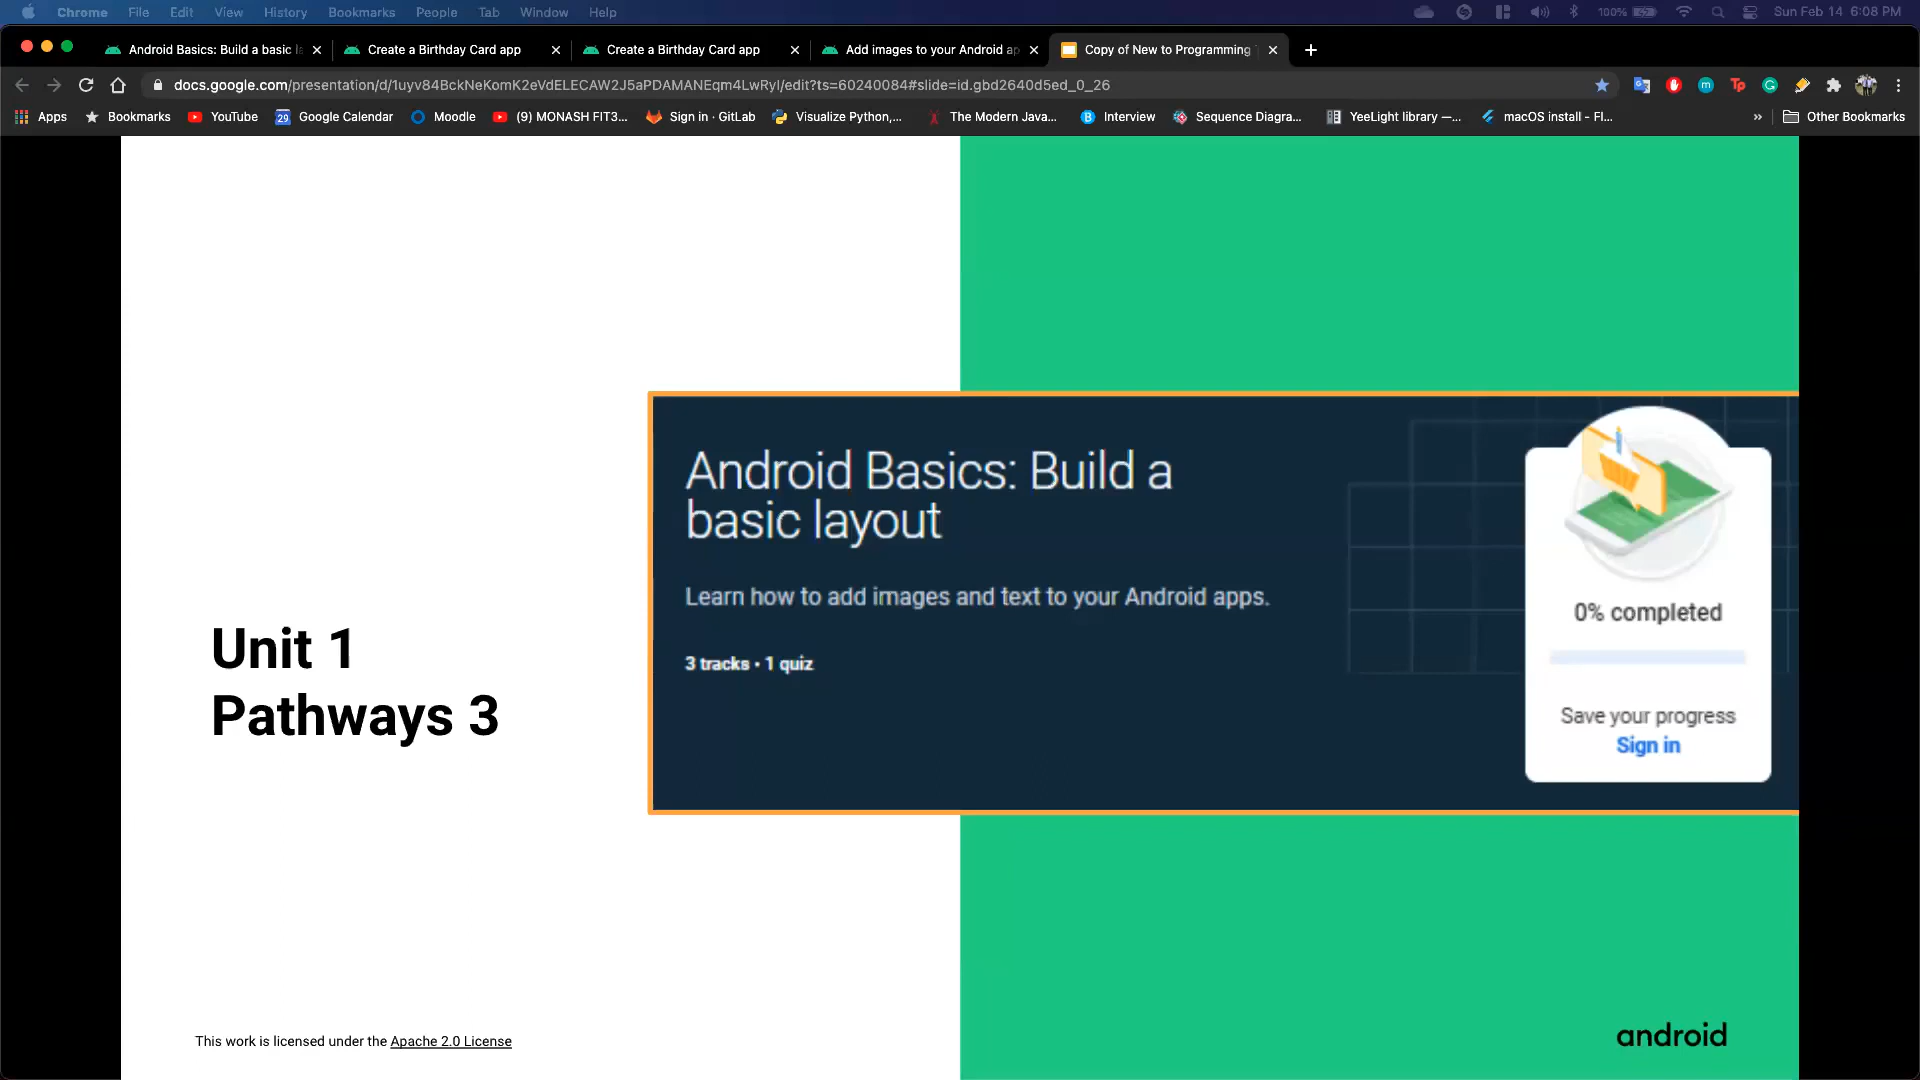 Chrome File Edit View History Bookmarks People Tab Window Help 100% Sun Feb 14 6:08 PM
Android Basics: Build a basic la Create a Birthday Card app Create a Birthday Card app Add images to your Android ap Copy of New to Programming
docs.google.com/presentation/d/1uyv84BckNeKomK2eVdELECAW2J5aPDAMANEqm4LwRyI/edit?ts=60240084#slide=id.gbd2640d5ed_0_26
Apps Bookmarks YouTube 29 Google Calendar Moodle (9) MONASH FIT3... Sign in · GitLab Visualize Python,... The Modern Java... Interview Sequence Diagra... YeeLight library —... macOS install - Fl... » Other Bookmarks
Android Basics: Build a
basic layout
Learn how to add images and text to your Android apps.
3 tracks • 1 quiz
0% completed
Save your progress
Sign in
Unit 1
Pathways 3
This work is licensed under the Apache 2.0 License
android